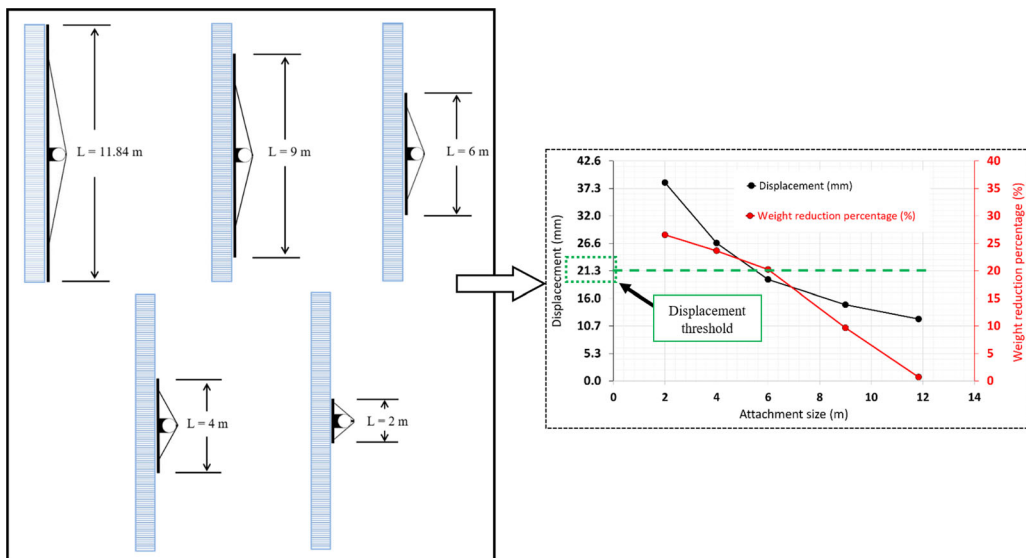 L = 11.84 m
L = 9 m
L = 6 m
L = 4 m
L = 2 m
42.6
37.3
32.0
26.6
21.3
16.0
10.7
5.3
0.0
Displacecment (mm)
Displacement (mm)
Weight reduction percentage (%)
Displacement
threshold
40
35
30
25
20
15
10
5
0
Weight reduction percentage (%)
0 2 4 6 8 10 12 14
Attachment size (m)